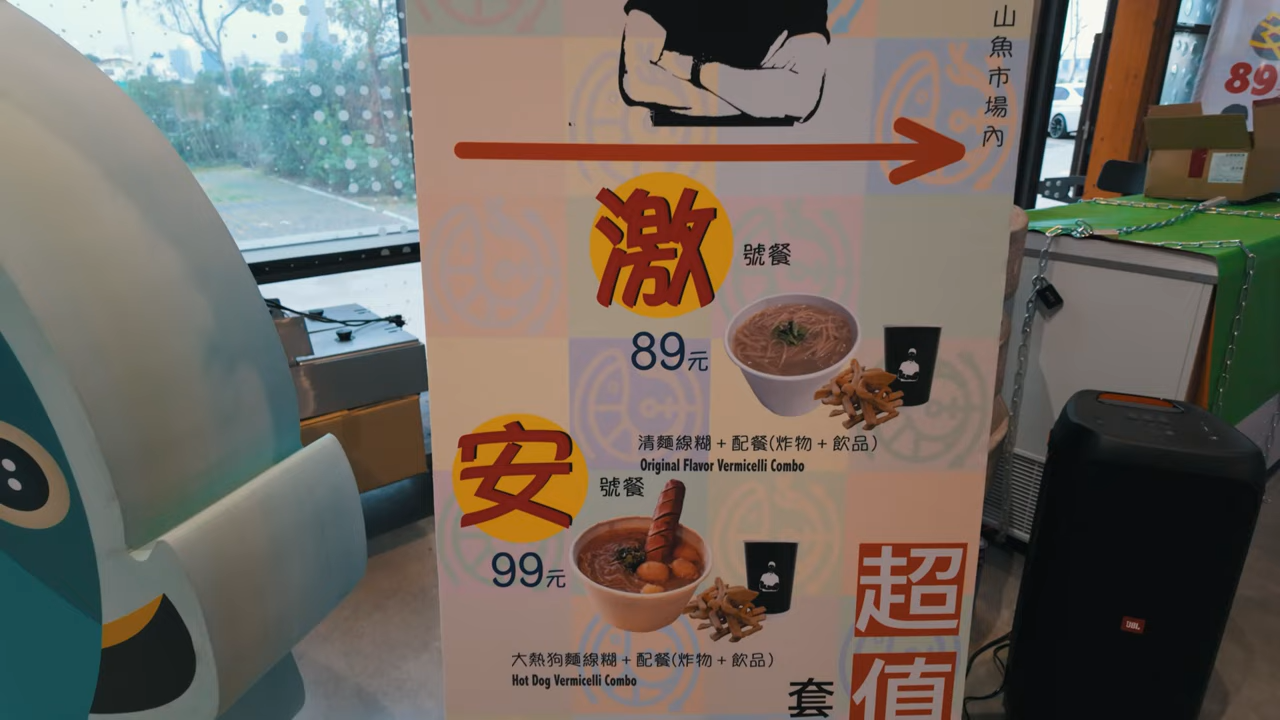 山魚市場內
激 號餐
89元
清麵線糊+配餐(炸物+飲品)
Original Flavor Vermicelli Combo
安 號餐
99元
大熱狗麵線糊+配餐(炸物+飲品)
Hot Dog Vermicelli Combo
超值
套
89
JBL